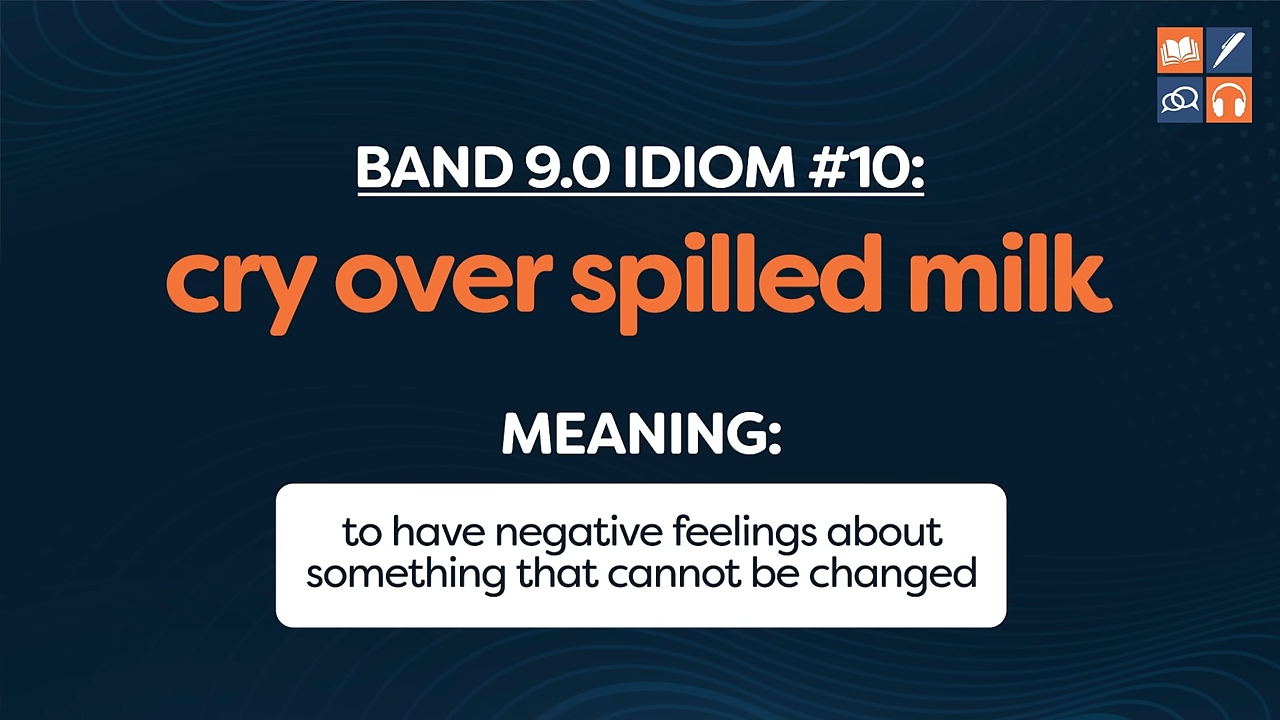 BAND 9.0 IDIOM #10:
cry over spilled milk
MEANING:
to have negative feelings about
something that cannot be changed